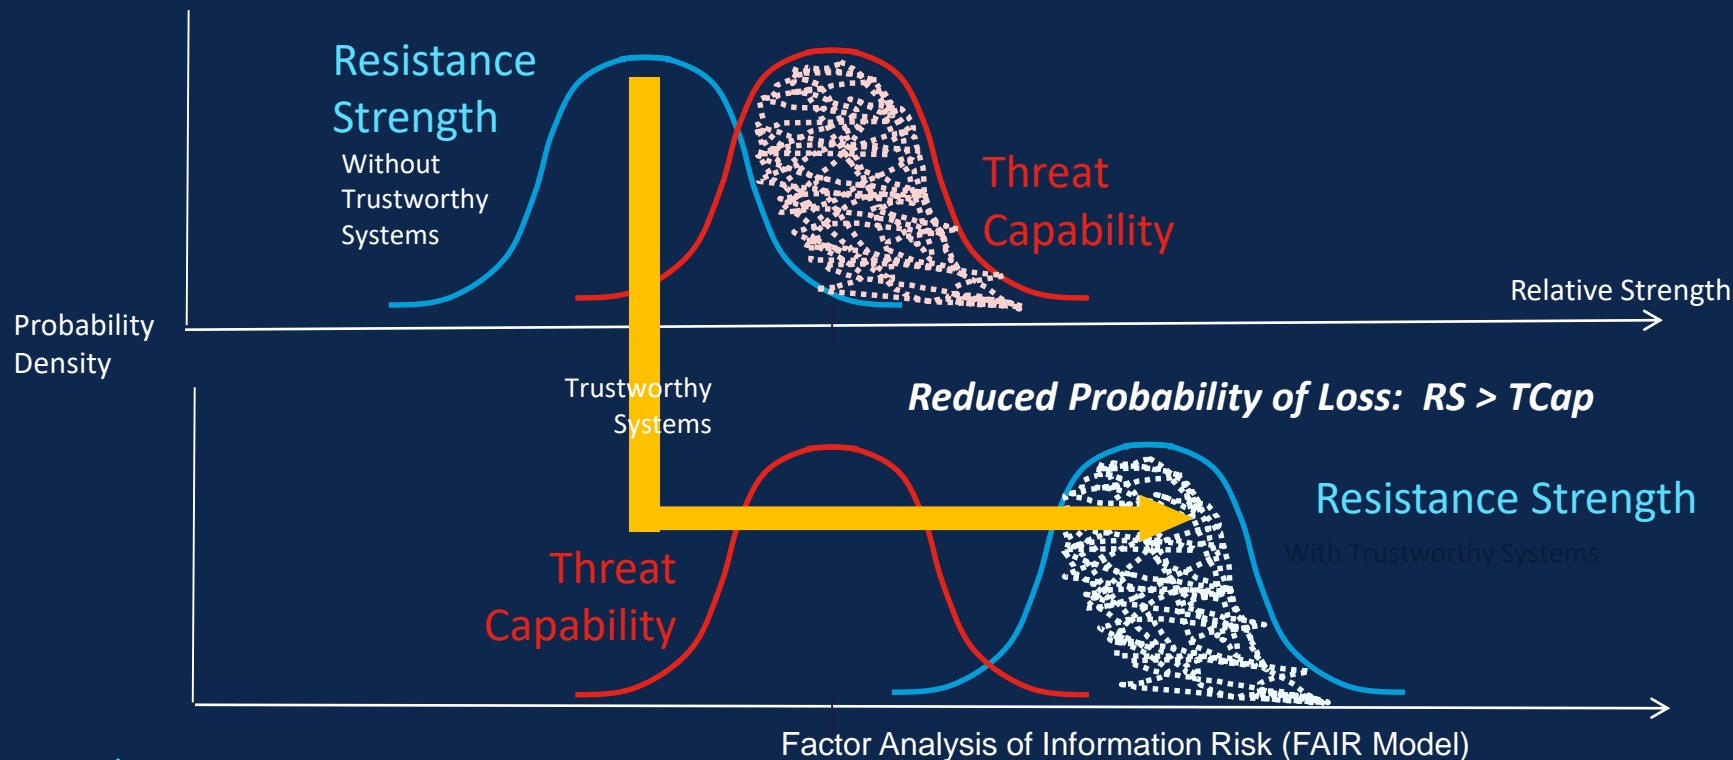 Resistance
Strength
Without
Trustworthy
Systems
Threat
Capability
Relative Strength
Probability
Density
Trustworthy
Systems
Reduced Probability of Loss: RS > TCap
Threat
Capability
Resistance Strength
With Trustworthy Systems
Factor Analysis of Information Risk (FAIR Model)